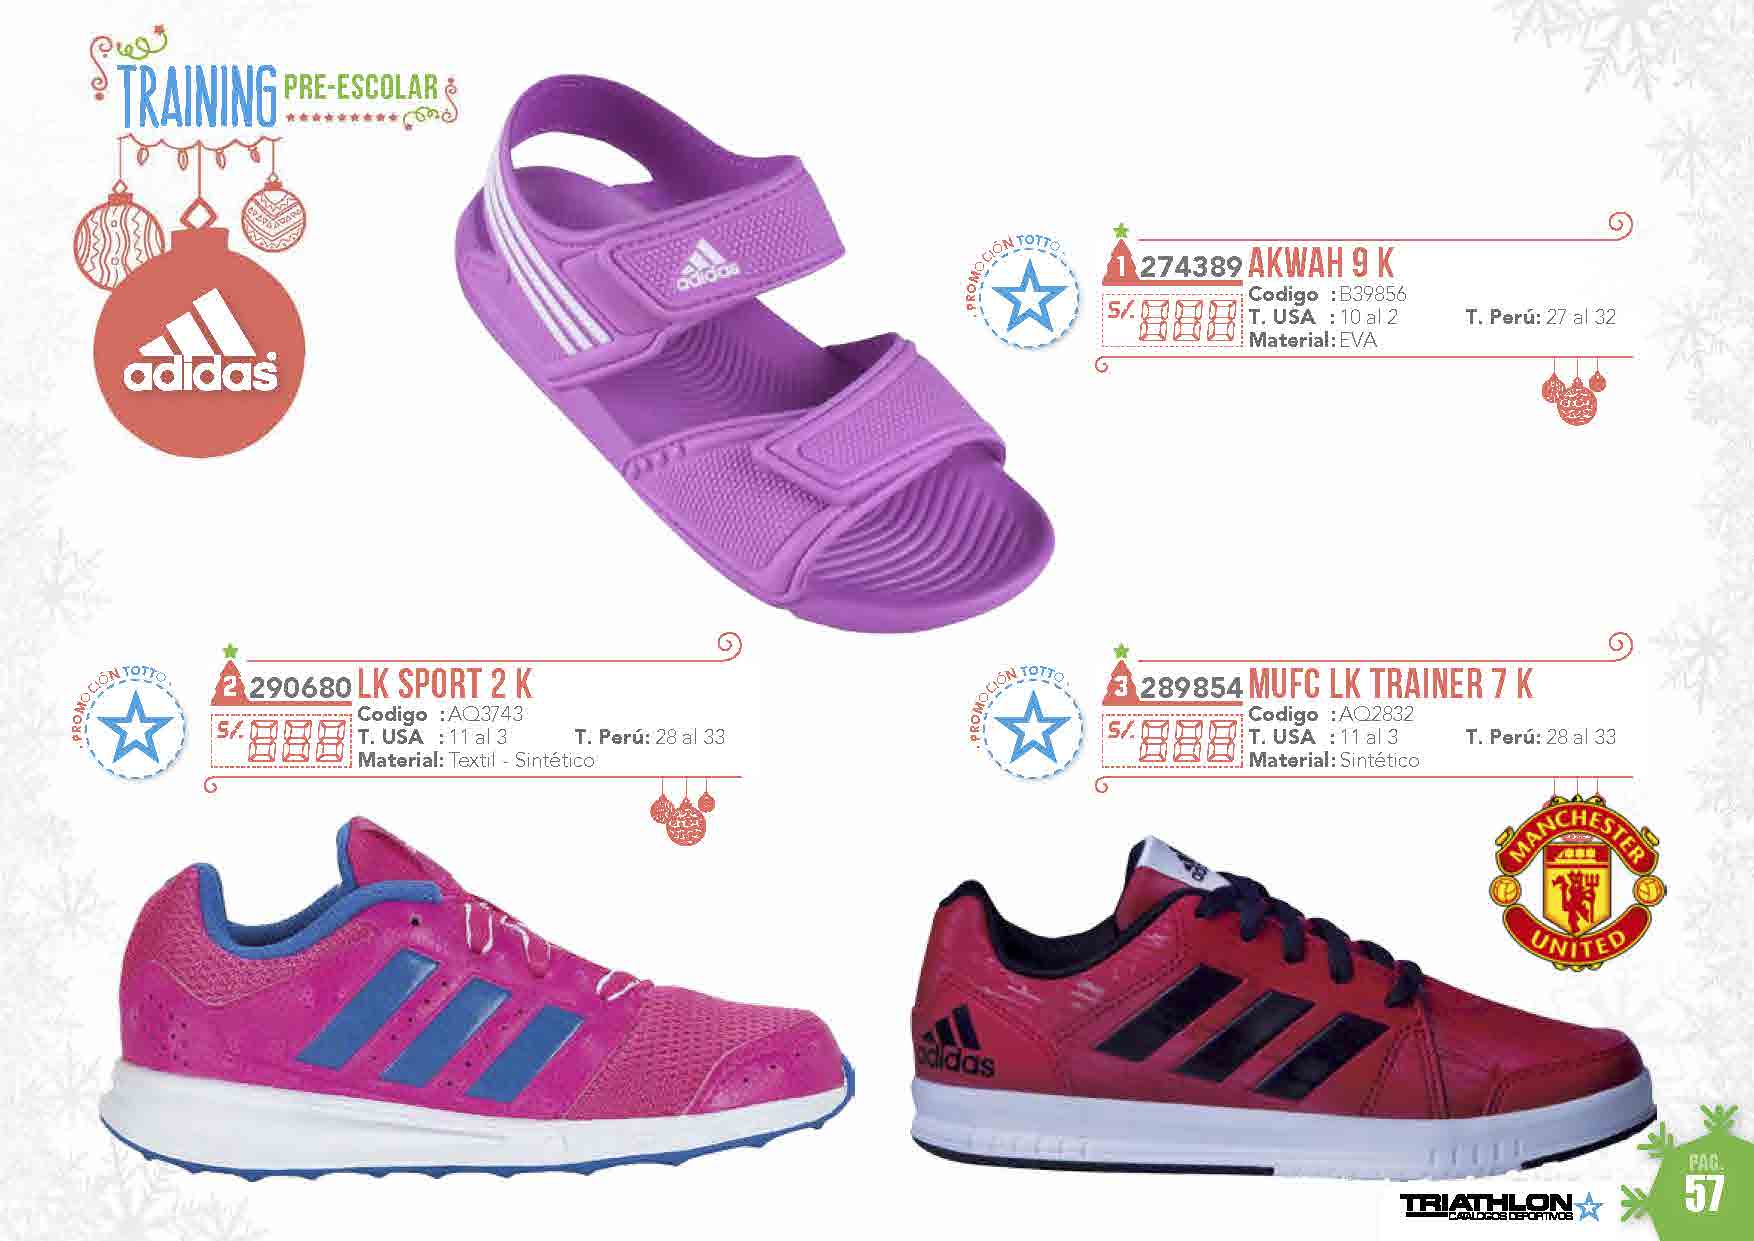 TRAINING PRE-ESCOLAR
adidas
adidas
PROMOCIÓN TOTTO
1 274389 AKWAH 9 K
S/. 888
Codigo : B39856
T. USA : 10 al 2 T. Perú: 27 al 32
Material: EVA
PROMOCIÓN TOTTO
2 290680 LK SPORT 2 K
S/. 888
Codigo : AQ3743
T. USA : 11 al 3 T. Perú: 28 al 33
Material: Textil - Sintético
PROMOCIÓN TOTTO
3 289854 MUFC LK TRAINER 7 K
S/. 888
Codigo : AQ2832
T. USA : 11 al 3 T. Perú: 28 al 33
Material: Sintético
MANCHESTER
UNITED
adidas
TRIATHLON
CATALOGOS DEPORTIVOS
PAG.
57